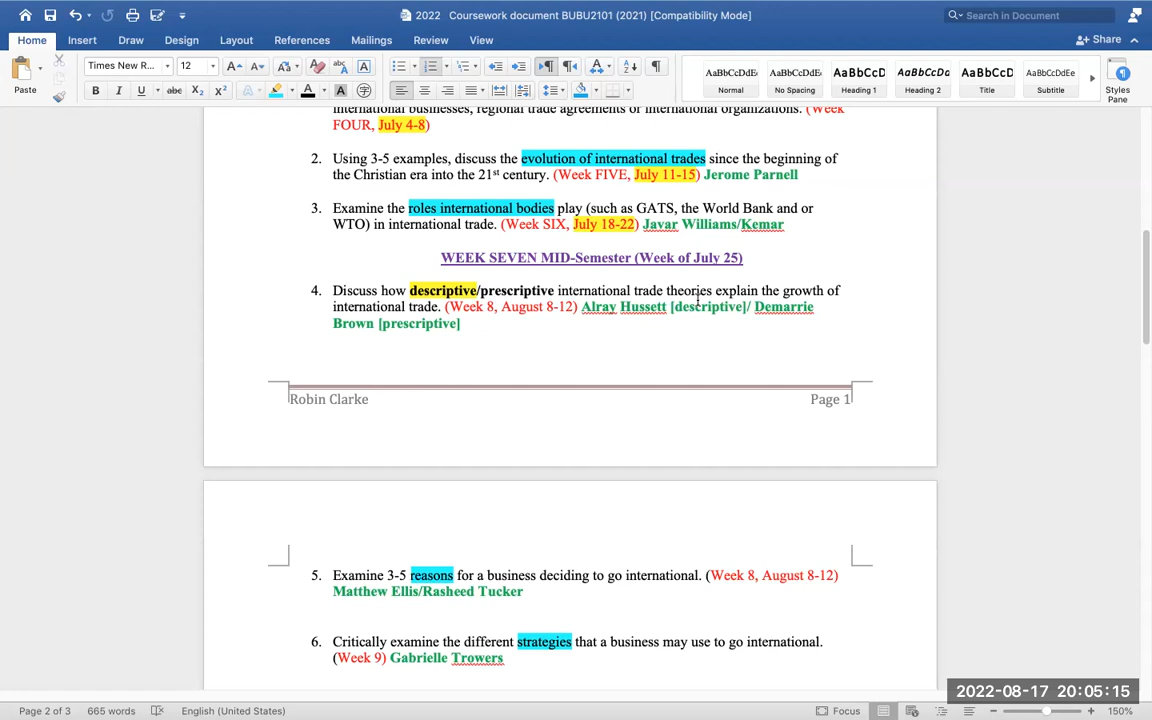 2022 Coursework document BUBU2101 (2021) [Compatibility Mode]
Search in Document
Home Insert Draw Design Layout References Mailings Review View
Share
Paste
Times New R... 12
AaBbCcDdE AaBbCcDdE AaBbCcD AaBbCcDd AaBbCcD AaBbCcDdEe
Normal No Spacing Heading 1 Heading 2 Title Subtitle
Styles Pane
international businesses, regional trade agreements or international organizations. (Week
FOUR, July 4-8)
2. Using 3-5 examples, discuss the evolution of international trades since the beginning of
the Christian era into the 21st century. (Week FIVE, July 11-15) Jerome Parnell
3. Examine the roles international bodies play (such as GATS, the World Bank and or
WTO) in international trade. (Week SIX, July 18-22) Javar Williams/Kemar
WEEK SEVEN MID-Semester (Week of July 25)
4. Discuss how descriptive/prescriptive international trade theories explain the growth of
international trade. (Week 8, August 8-12) Alray Hussett [descriptive]/ Demarrie
Brown [prescriptive]
Robin Clarke Page 1
5. Examine 3-5 reasons for a business deciding to go international. (Week 8, August 8-12)
Matthew Ellis/Rasheed Tucker
6. Critically examine the different strategies that a business may use to go international.
(Week 9) Gabrielle Trowers
2022-08-17 20:05:15
Page 2 of 3 665 words English (United States) Focus 150%